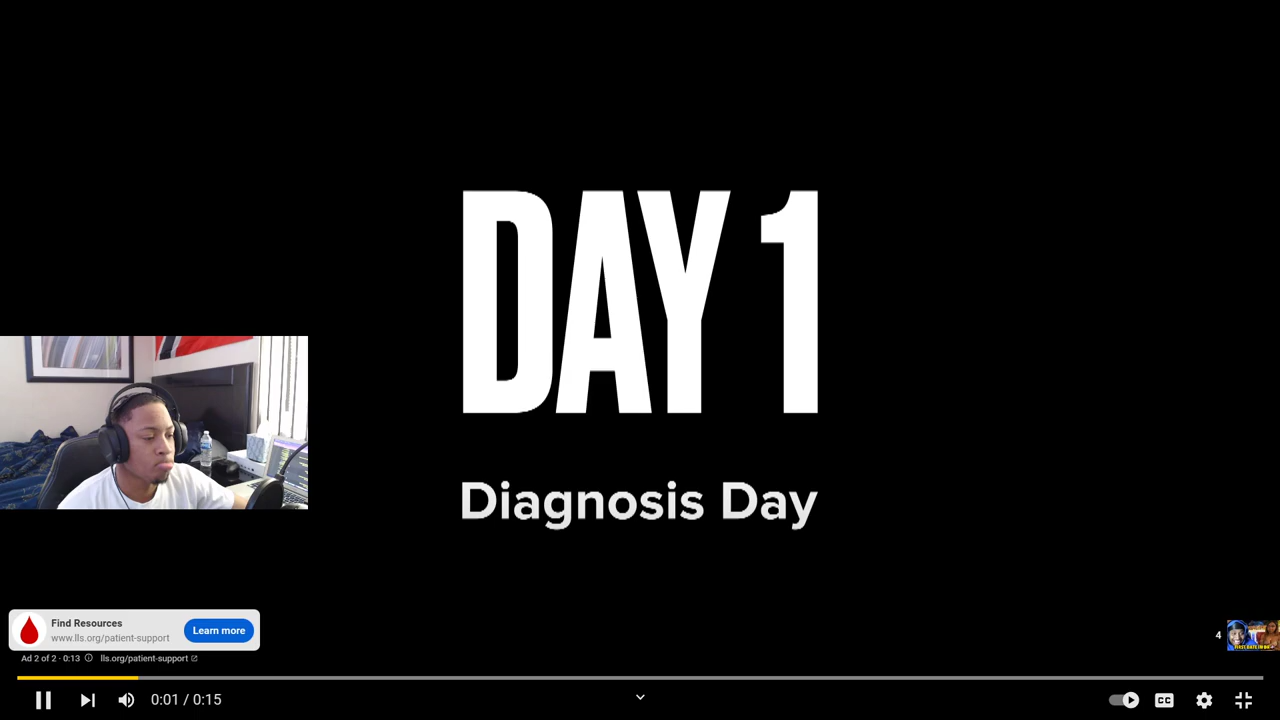 DAY 1
Diagnosis Day
Find Resources
www.lls.org/patient-support
Learn more
4
Ad 2 of 2 · 0:13
lls.org/patient-support
0:01 / 0:15
CC